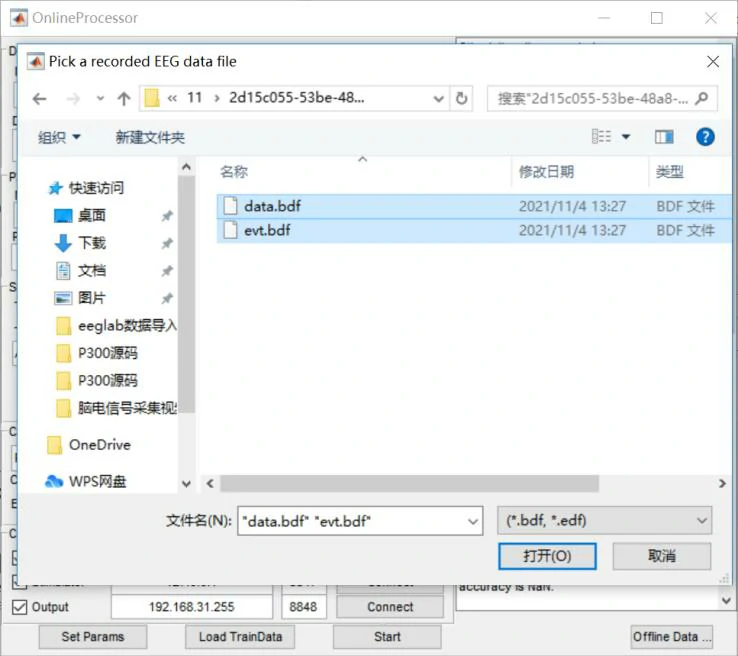 OnlineProcessor
Pick a recorded EEG data file
« 11 › 2d15c055-53be-48...
搜索"2d15c055-53be-48a8-...
组织 新建文件夹
名称 修改日期 类型
快速访问
桌面
下载
文档
图片
eeglab数据导入
P300源码
P300源码
脑电信号采集视
OneDrive
WPS网盘
data.bdf 2021/11/4 13:27 BDF 文件
evt.bdf 2021/11/4 13:27 BDF 文件
文件名(N): "data.bdf" "evt.bdf" (*.bdf, *.edf)
打开(O) 取消
accuracy is NaN.
Output 192.168.31.255 8848 Connect
Set Params Load TrainData Start Offline Data ...